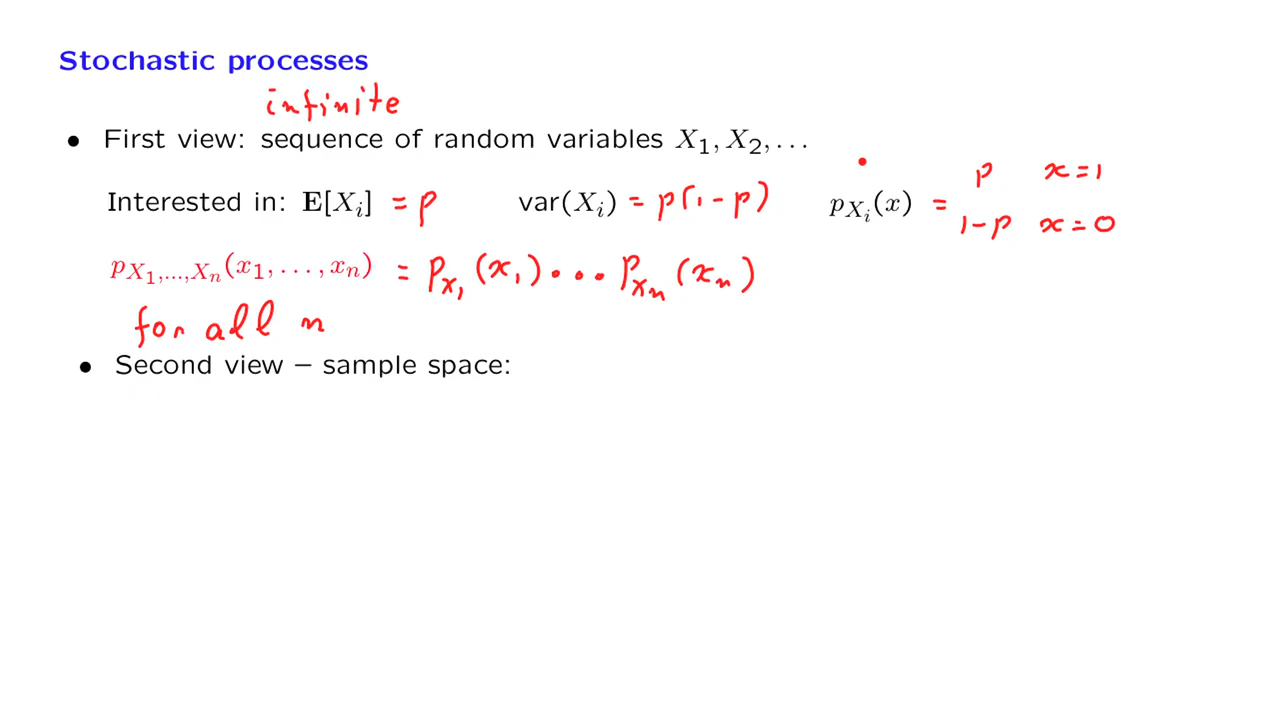 Stochastic processes
infinite
• First view: sequence of random variables X₁, X₂, ...
Interested in: E[Xᵢ] = p var(Xᵢ) = p(1-p) p_{Xᵢ}(x) = p x=1
1-p x=0
p_{X₁,...,Xₙ}(x₁, ..., xₙ) = p_{X₁}(x₁) ... p_{Xₙ}(xₙ)
for all n
• Second view – sample space: